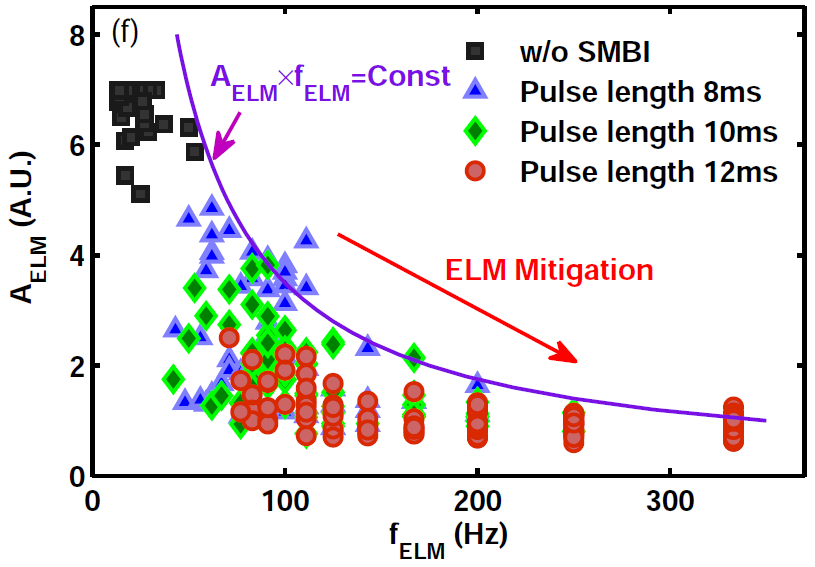 (f)
A_ELM×f_ELM=Const
w/o SMBI
Pulse length 8ms
Pulse length 10ms
Pulse length 12ms
ELM Mitigation
A_ELM (A.U.)
8
6
4
2
0
0 100 200 300
f_ELM (Hz)